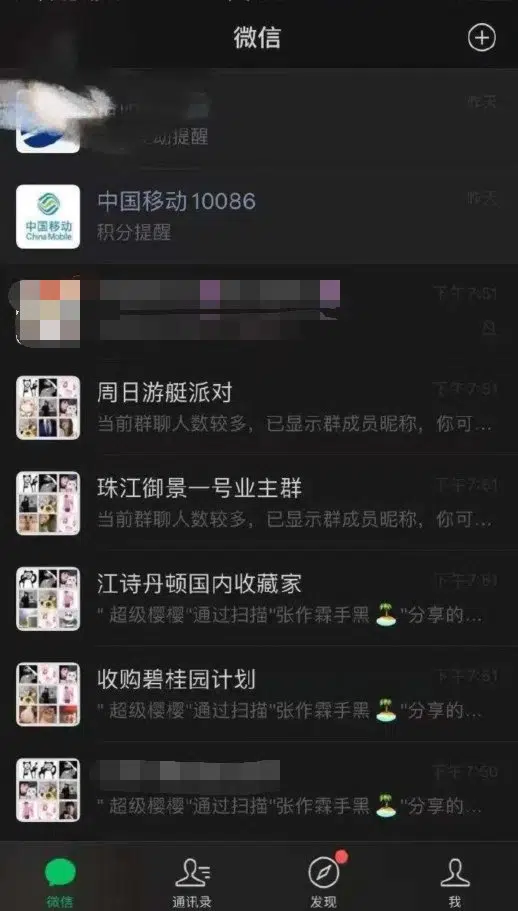 微信
昨天
动提醒
中国移动
China Mobile
中国移动10086
昨天
积分提醒
下午7:51
周日游艇派对
下午7:51
当前群聊人数较多，已显示群成员昵称，你可...
珠江御景一号业主群
下午7:51
当前群聊人数较多，已显示群成员昵称，你可...
江诗丹顿国内收藏家
下午7:51
" 超级樱樱"通过扫描"张作霖手黑🏝️"分享的...
收购碧桂园计划
下午7:51
" 超级樱樱"通过扫描"张作霖手黑🏝️"分享的...
下午7:50
" 超级樱樱"通过扫描"张作霖手黑🏝️"分享的...
微信
通讯录
发现
我